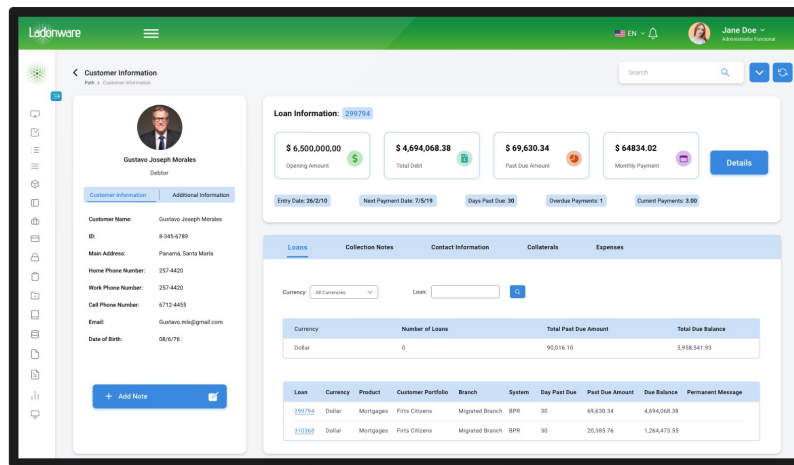 Ladonware
EN
Jane Doe
Administrador Funcional
Customer Information
Path > Customer Information
Search
Gustavo Joseph Morales
Debtor
Customer Information
Additional Information
Customer Name: Gustavo Joseph Morales
ID: 8-345-6789
Main Address: Panamá, Santa Maria
Home Phone Number: 257-4420
Work Phone Number: 257-4420
Cell Phone Number: 6712-4455
Email: Gustavo.mls@gmail.com
Date of Birth: 08/6/76
+ Add Note
Loan Information: 299794
$ 6,500,000,00
Opening Amount
$ 4,694,068.38
Total Debt
$ 69,630.34
Past Due Amount
$ 64834.02
Monthly Payment
Details
Entry Date: 26/2/10
Next Payment Date: 7/5/19
Days Past Due: 30
Overdue Payments: 1
Current Payments: 3.00
Loans Collection Notes Contact Information Collaterals Expenses
Currency: All Currencies Loan:
Currency Number of Loans Total Past Due Amount Total Due Balance
Dollar 0 90,016.10 5,958,541.93
Loan Currency Product Customer Portfolio Branch System Day Past Due Past Due Amount Due Balance Permanent Message
299794 Dollar Mortgages Firts Citizens Migrated Branch BPR 30 69,630.34 4,694,068.38
310368 Dollar Mortgages Firts Citizens Migrated Branch BPR 30 20,385.76 1,264,473.55